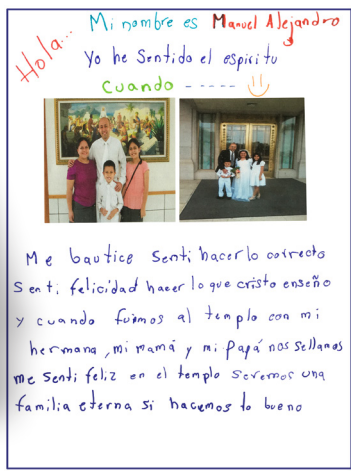 Hola...
Mi nombre es Manuel Alejandro
Yo he Sentido el espiritu
Cuando -----
Me bautice Senti hacer lo correcto
Senti felicidad hacer lo que cristo enseño
y cuando fuimos al templo con mi
hermana, mi mamá y mi papá nos sellamos
me Senti feliz en el templo Seremos una
familia eterna si hacemos lo bueno